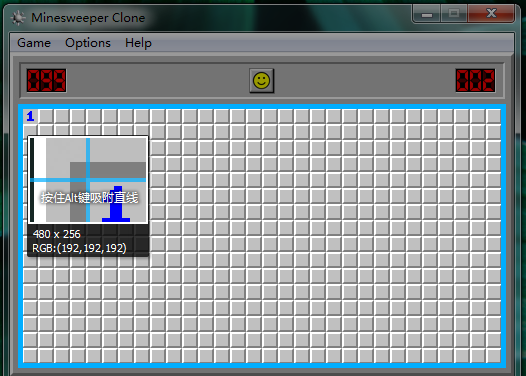 Minesweeper Clone
Game Options Help
099 002
1
按住Alt键吸附直线
480 x 256
RGB:(192,192,192)